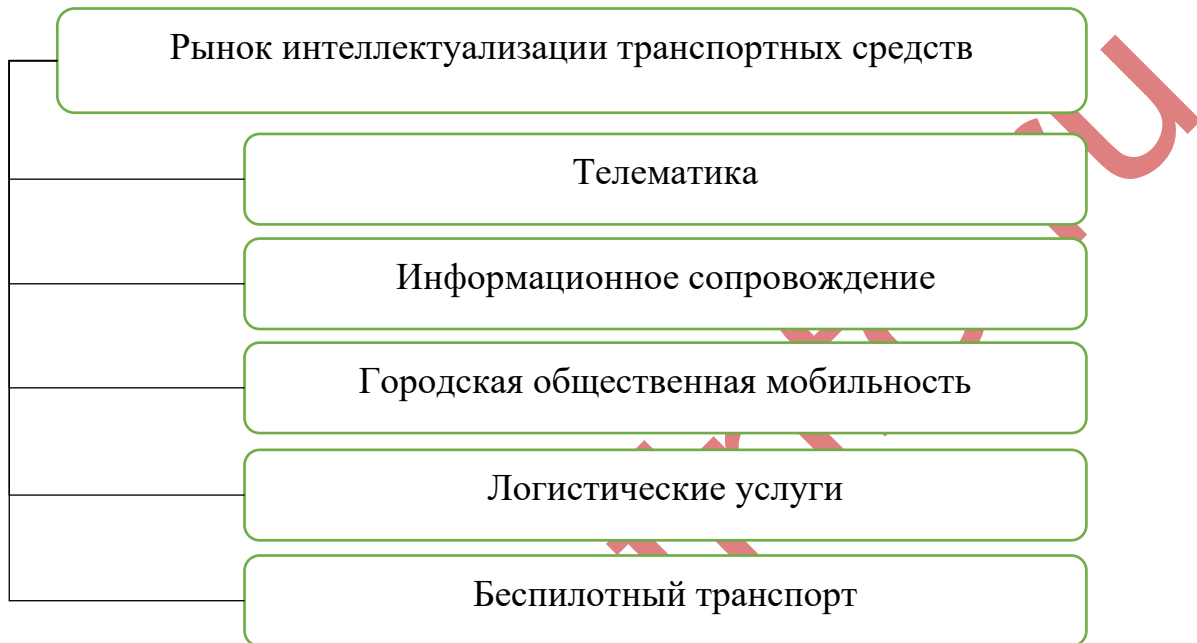 Рынок интеллектуализации транспортных средств
Телематика
Информационное сопровождение
Городская общественная мобильность
Логистические услуги
Беспилотный транспорт